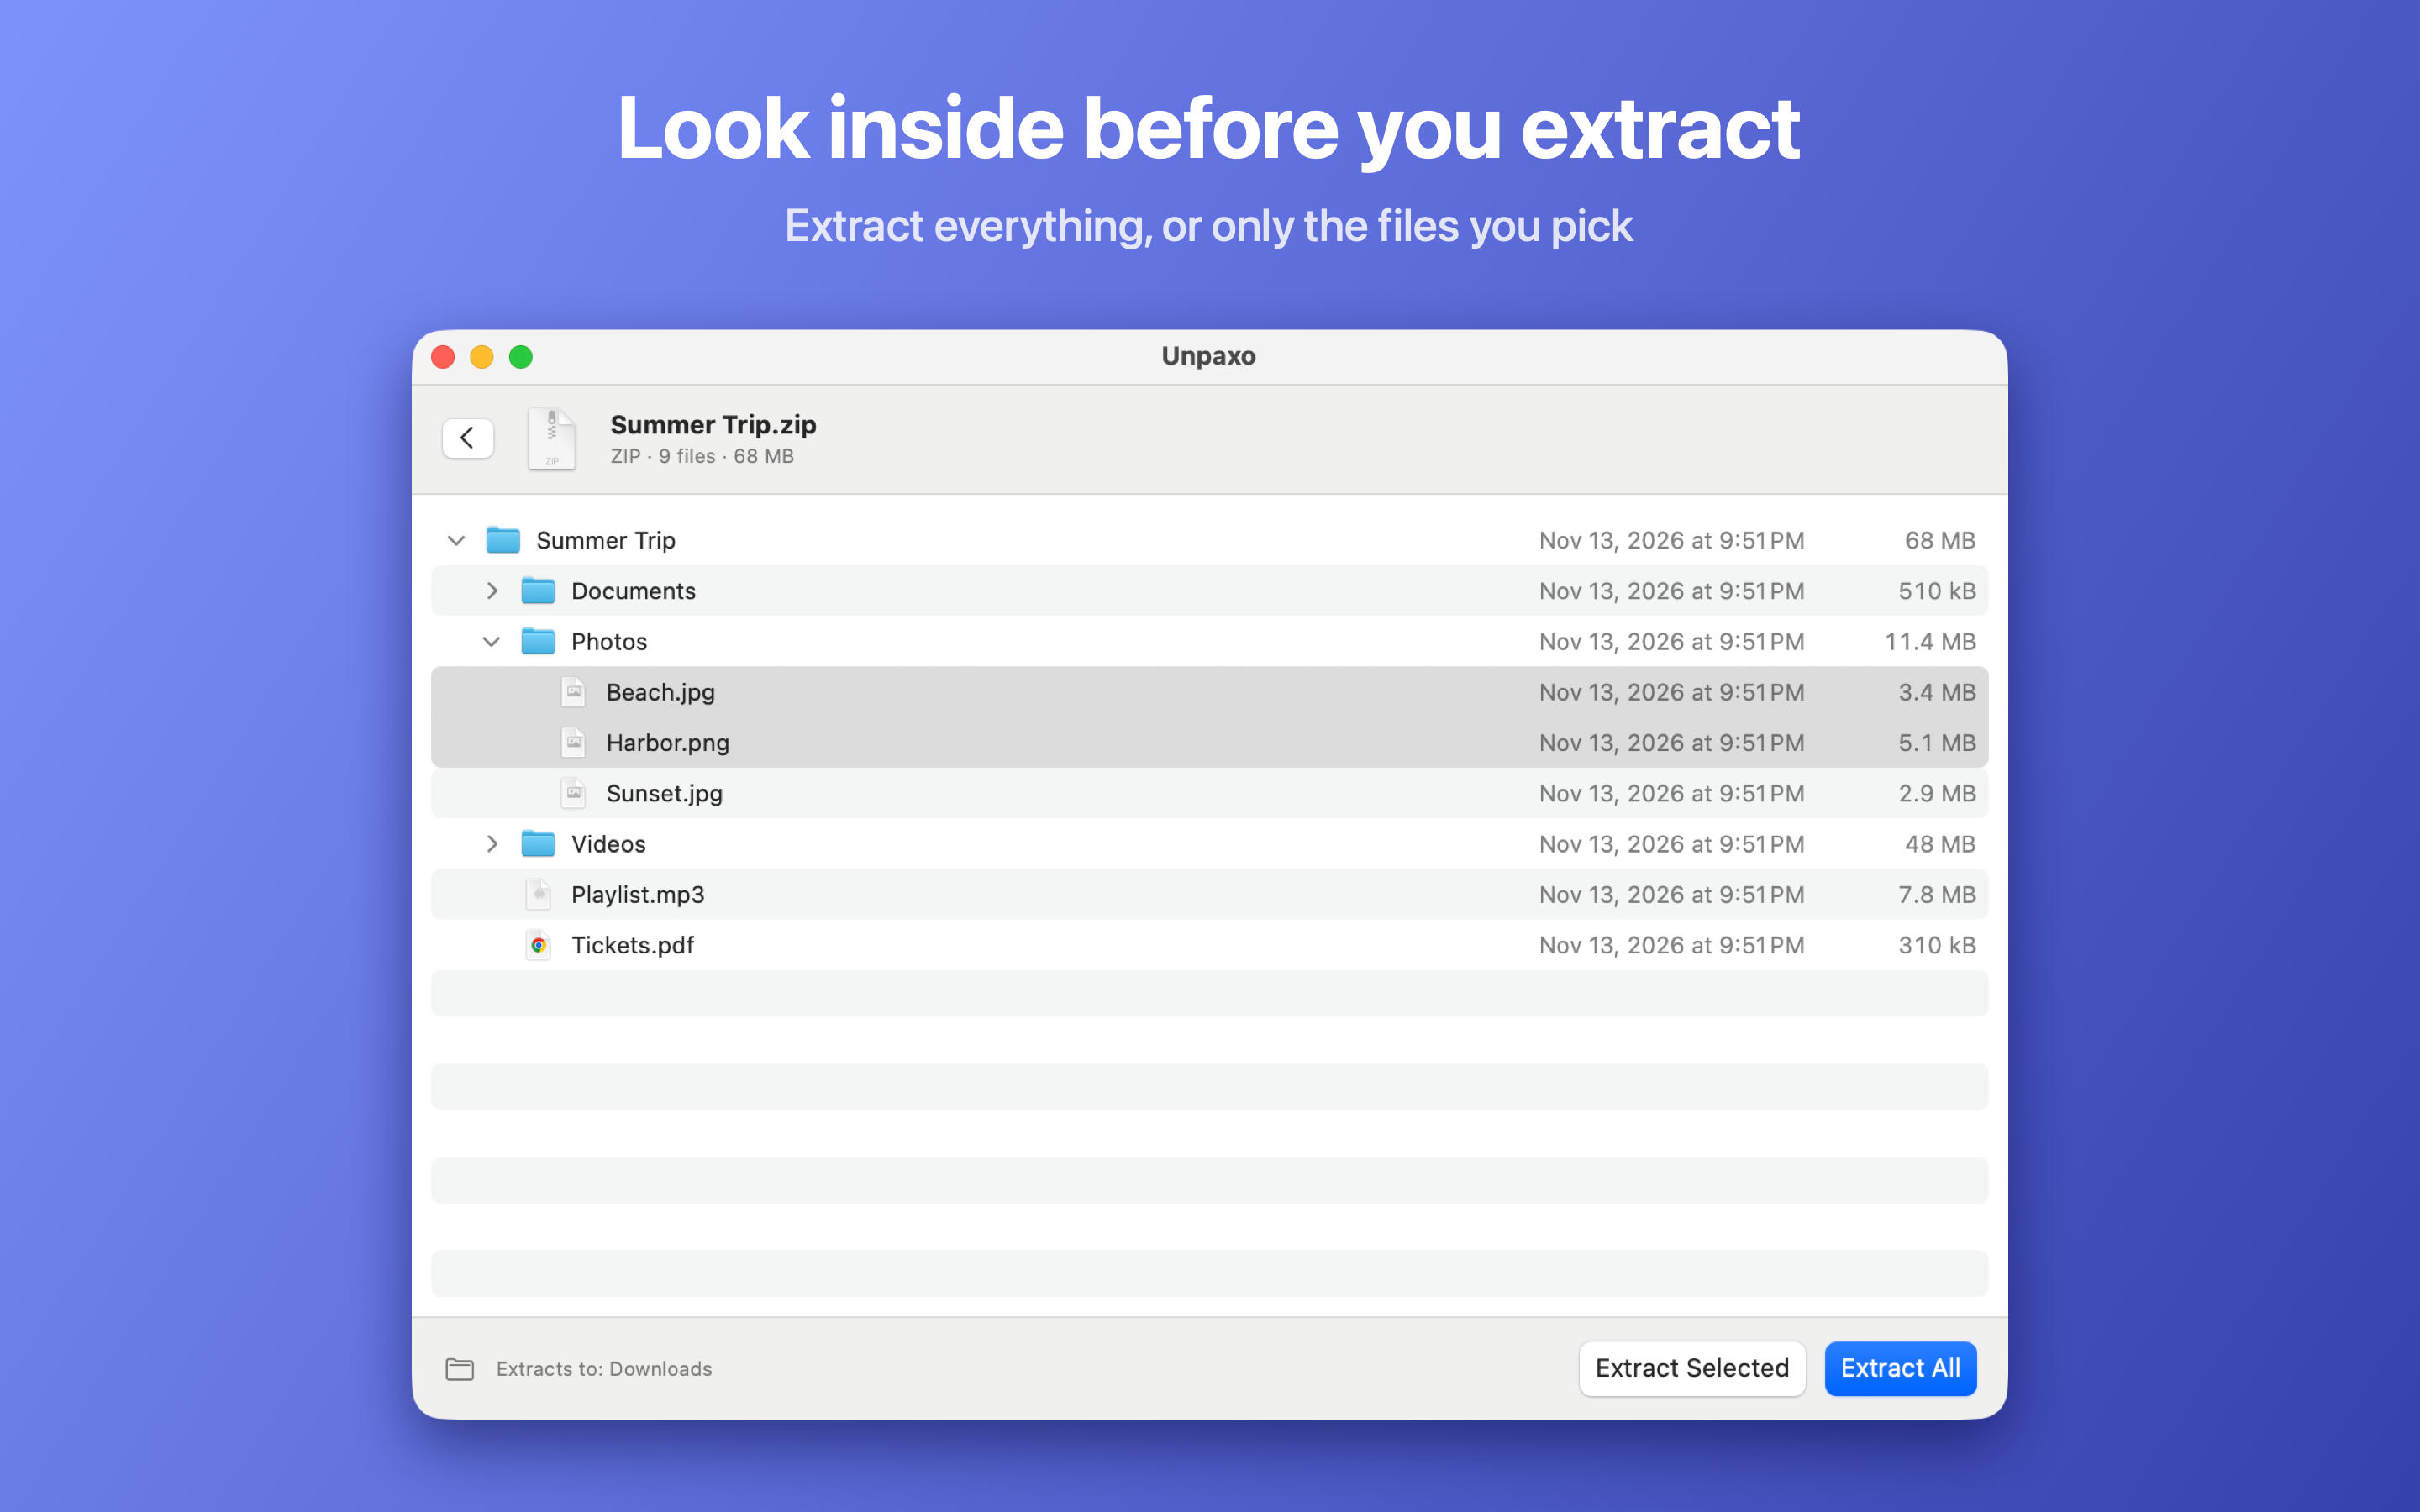 Look inside before you extract
Extract everything, or only the files you pick
Unpaxo
Summer Trip.zip
ZIP · 9 files · 68 MB
ZIP
Summer Trip Nov 13, 2026 at 9:51 PM 68 MB
Documents Nov 13, 2026 at 9:51 PM 510 kB
Photos Nov 13, 2026 at 9:51 PM 11.4 MB
Beach.jpg Nov 13, 2026 at 9:51 PM 3.4 MB
Harbor.png Nov 13, 2026 at 9:51 PM 5.1 MB
Sunset.jpg Nov 13, 2026 at 9:51 PM 2.9 MB
Videos Nov 13, 2026 at 9:51 PM 48 MB
Playlist.mp3 Nov 13, 2026 at 9:51 PM 7.8 MB
Tickets.pdf Nov 13, 2026 at 9:51 PM 310 kB
Extracts to: Downloads Extract Selected Extract All